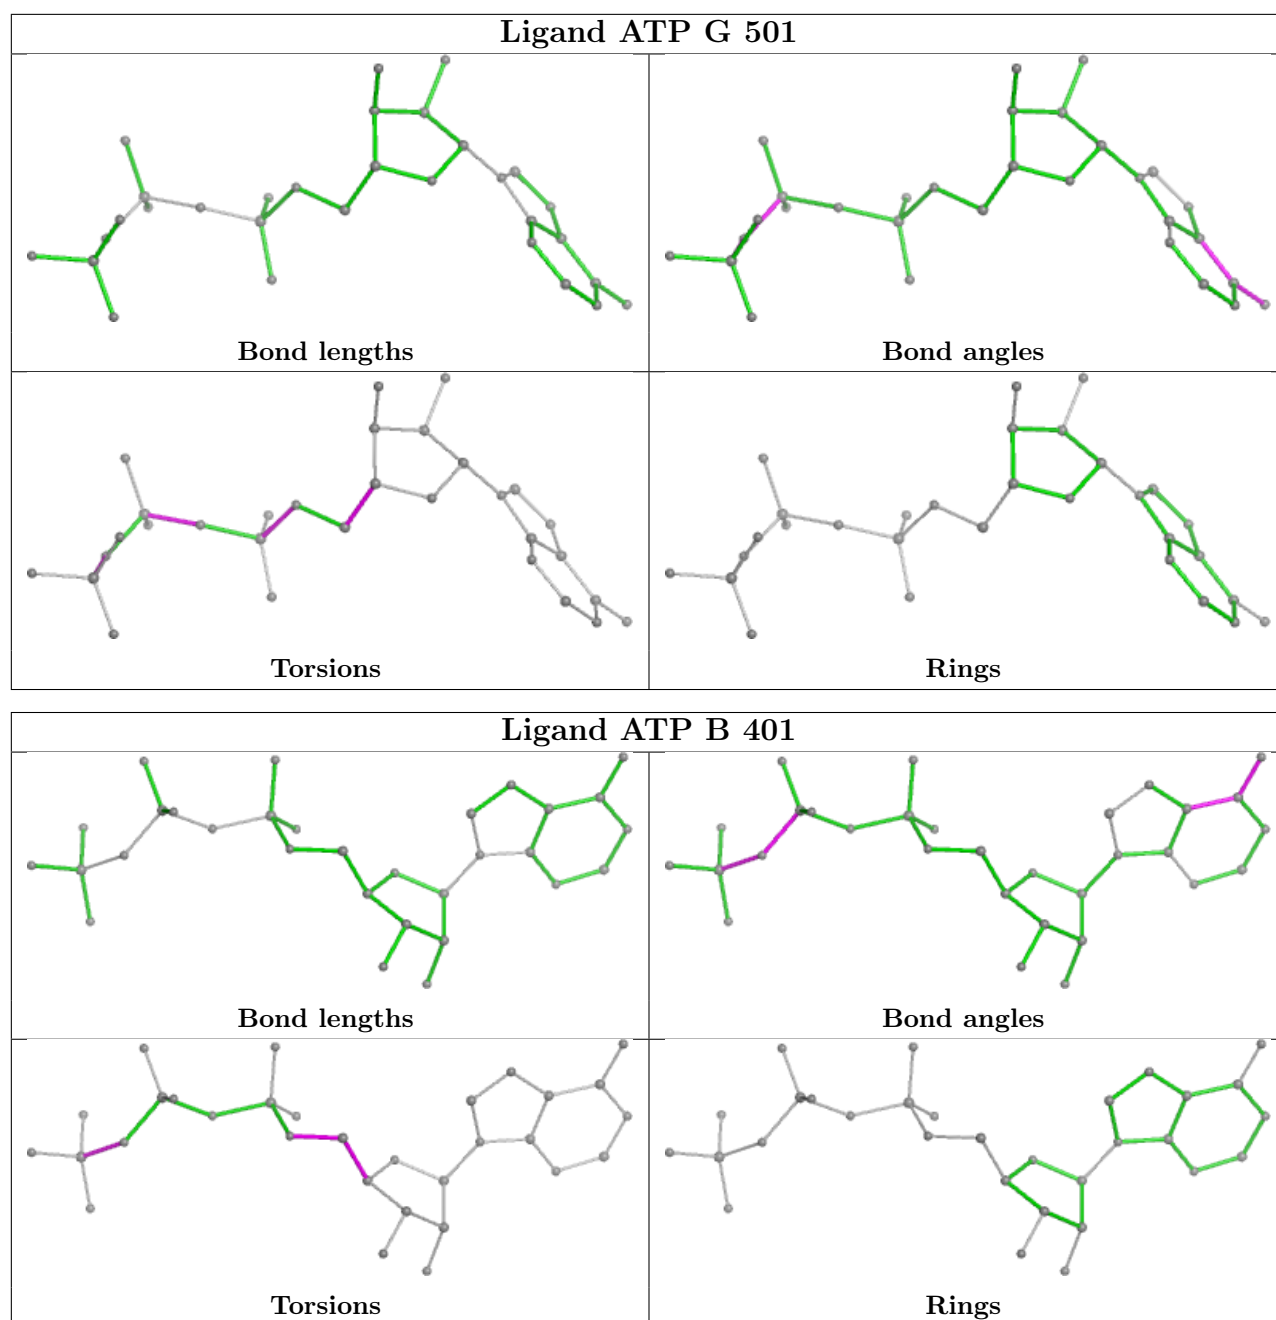 Ligand ATP G 501
Bond lengths
Bond angles
Torsions
Rings
Ligand ATP B 401
Bond lengths
Bond angles
Torsions
Rings